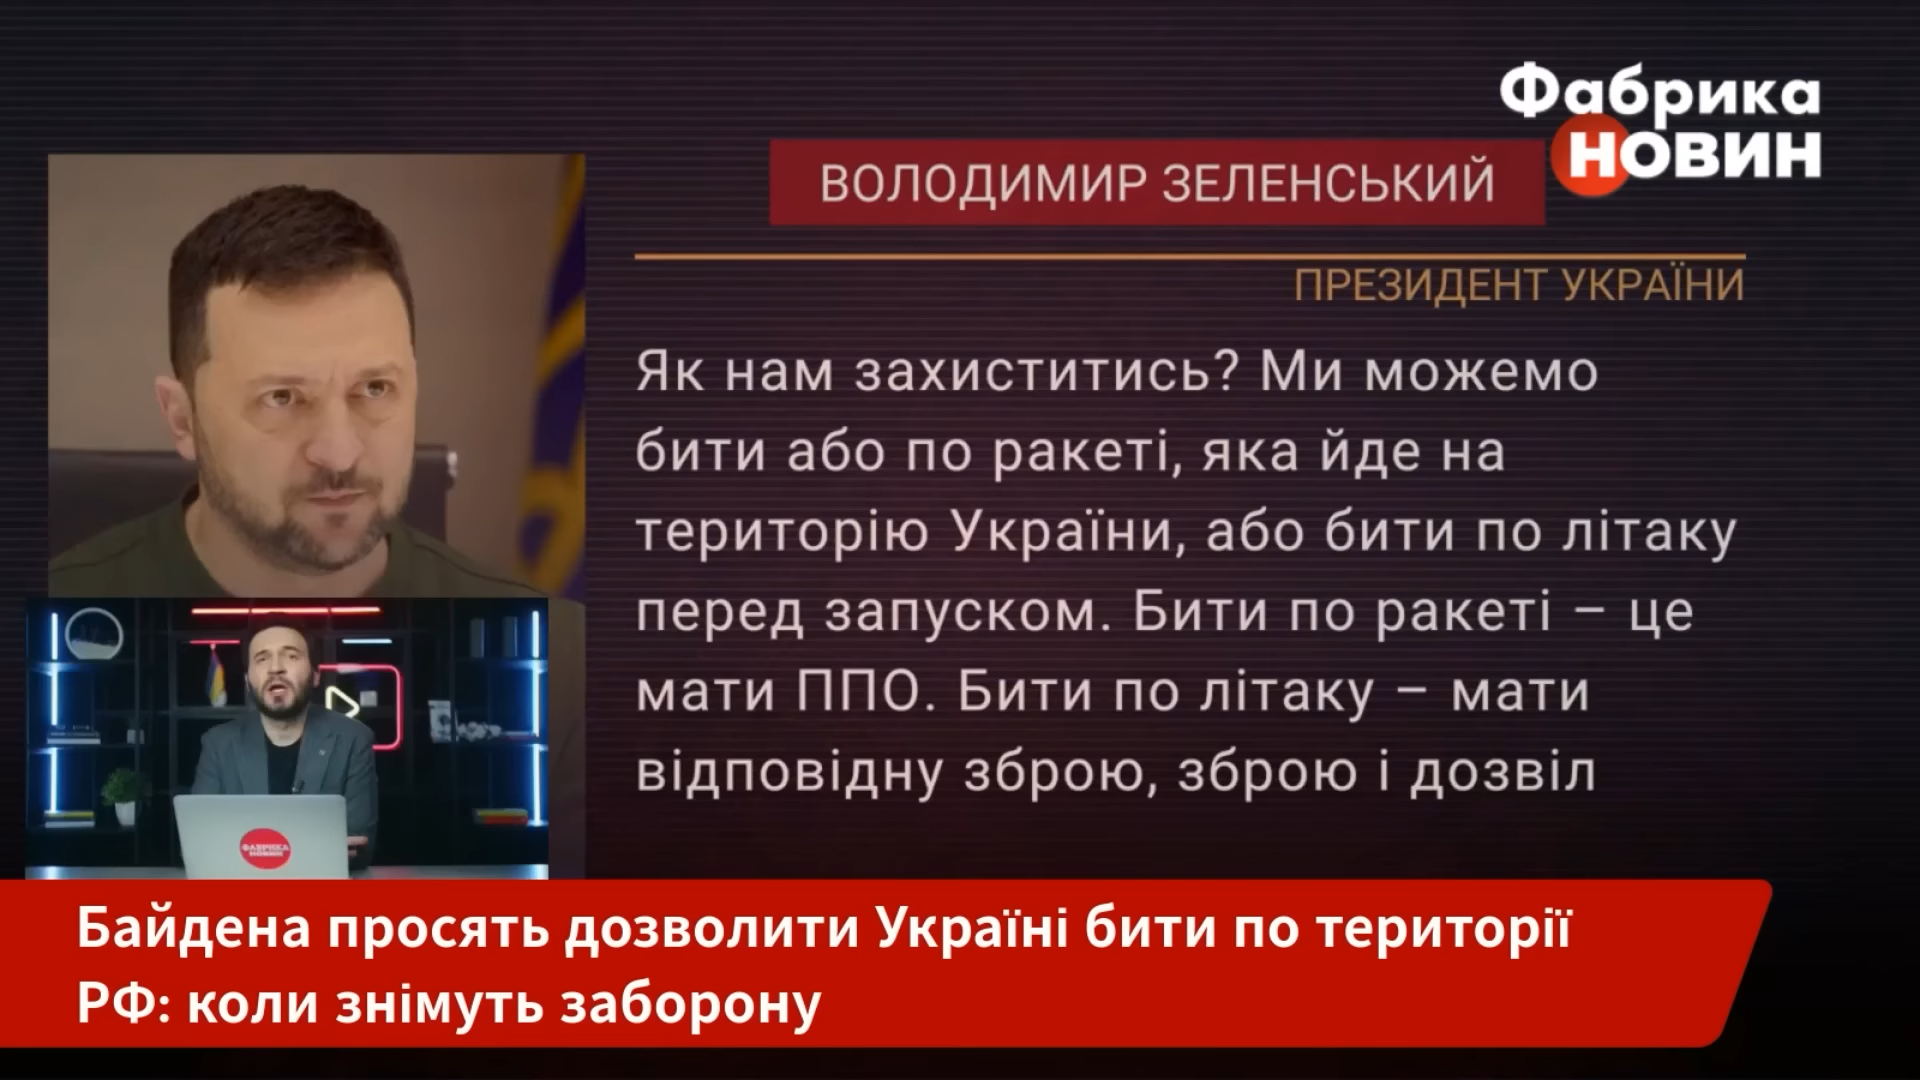 Фабрика
НОВИН
ВОЛОДИМИР ЗЕЛЕНСЬКИЙ
ПРЕЗИДЕНТ УКРАЇНИ
Як нам захиститись? Ми можемо
бити або по ракеті, яка йде на
територію України, або бити по літаку
перед запуском. Бити по ракеті – це
мати ППО. Бити по літаку – мати
відповідну зброю, зброю і дозвіл
ФАБРИКА
НОВИН
Байдена просять дозволити Україні бити по території
РФ: коли знімуть заборону